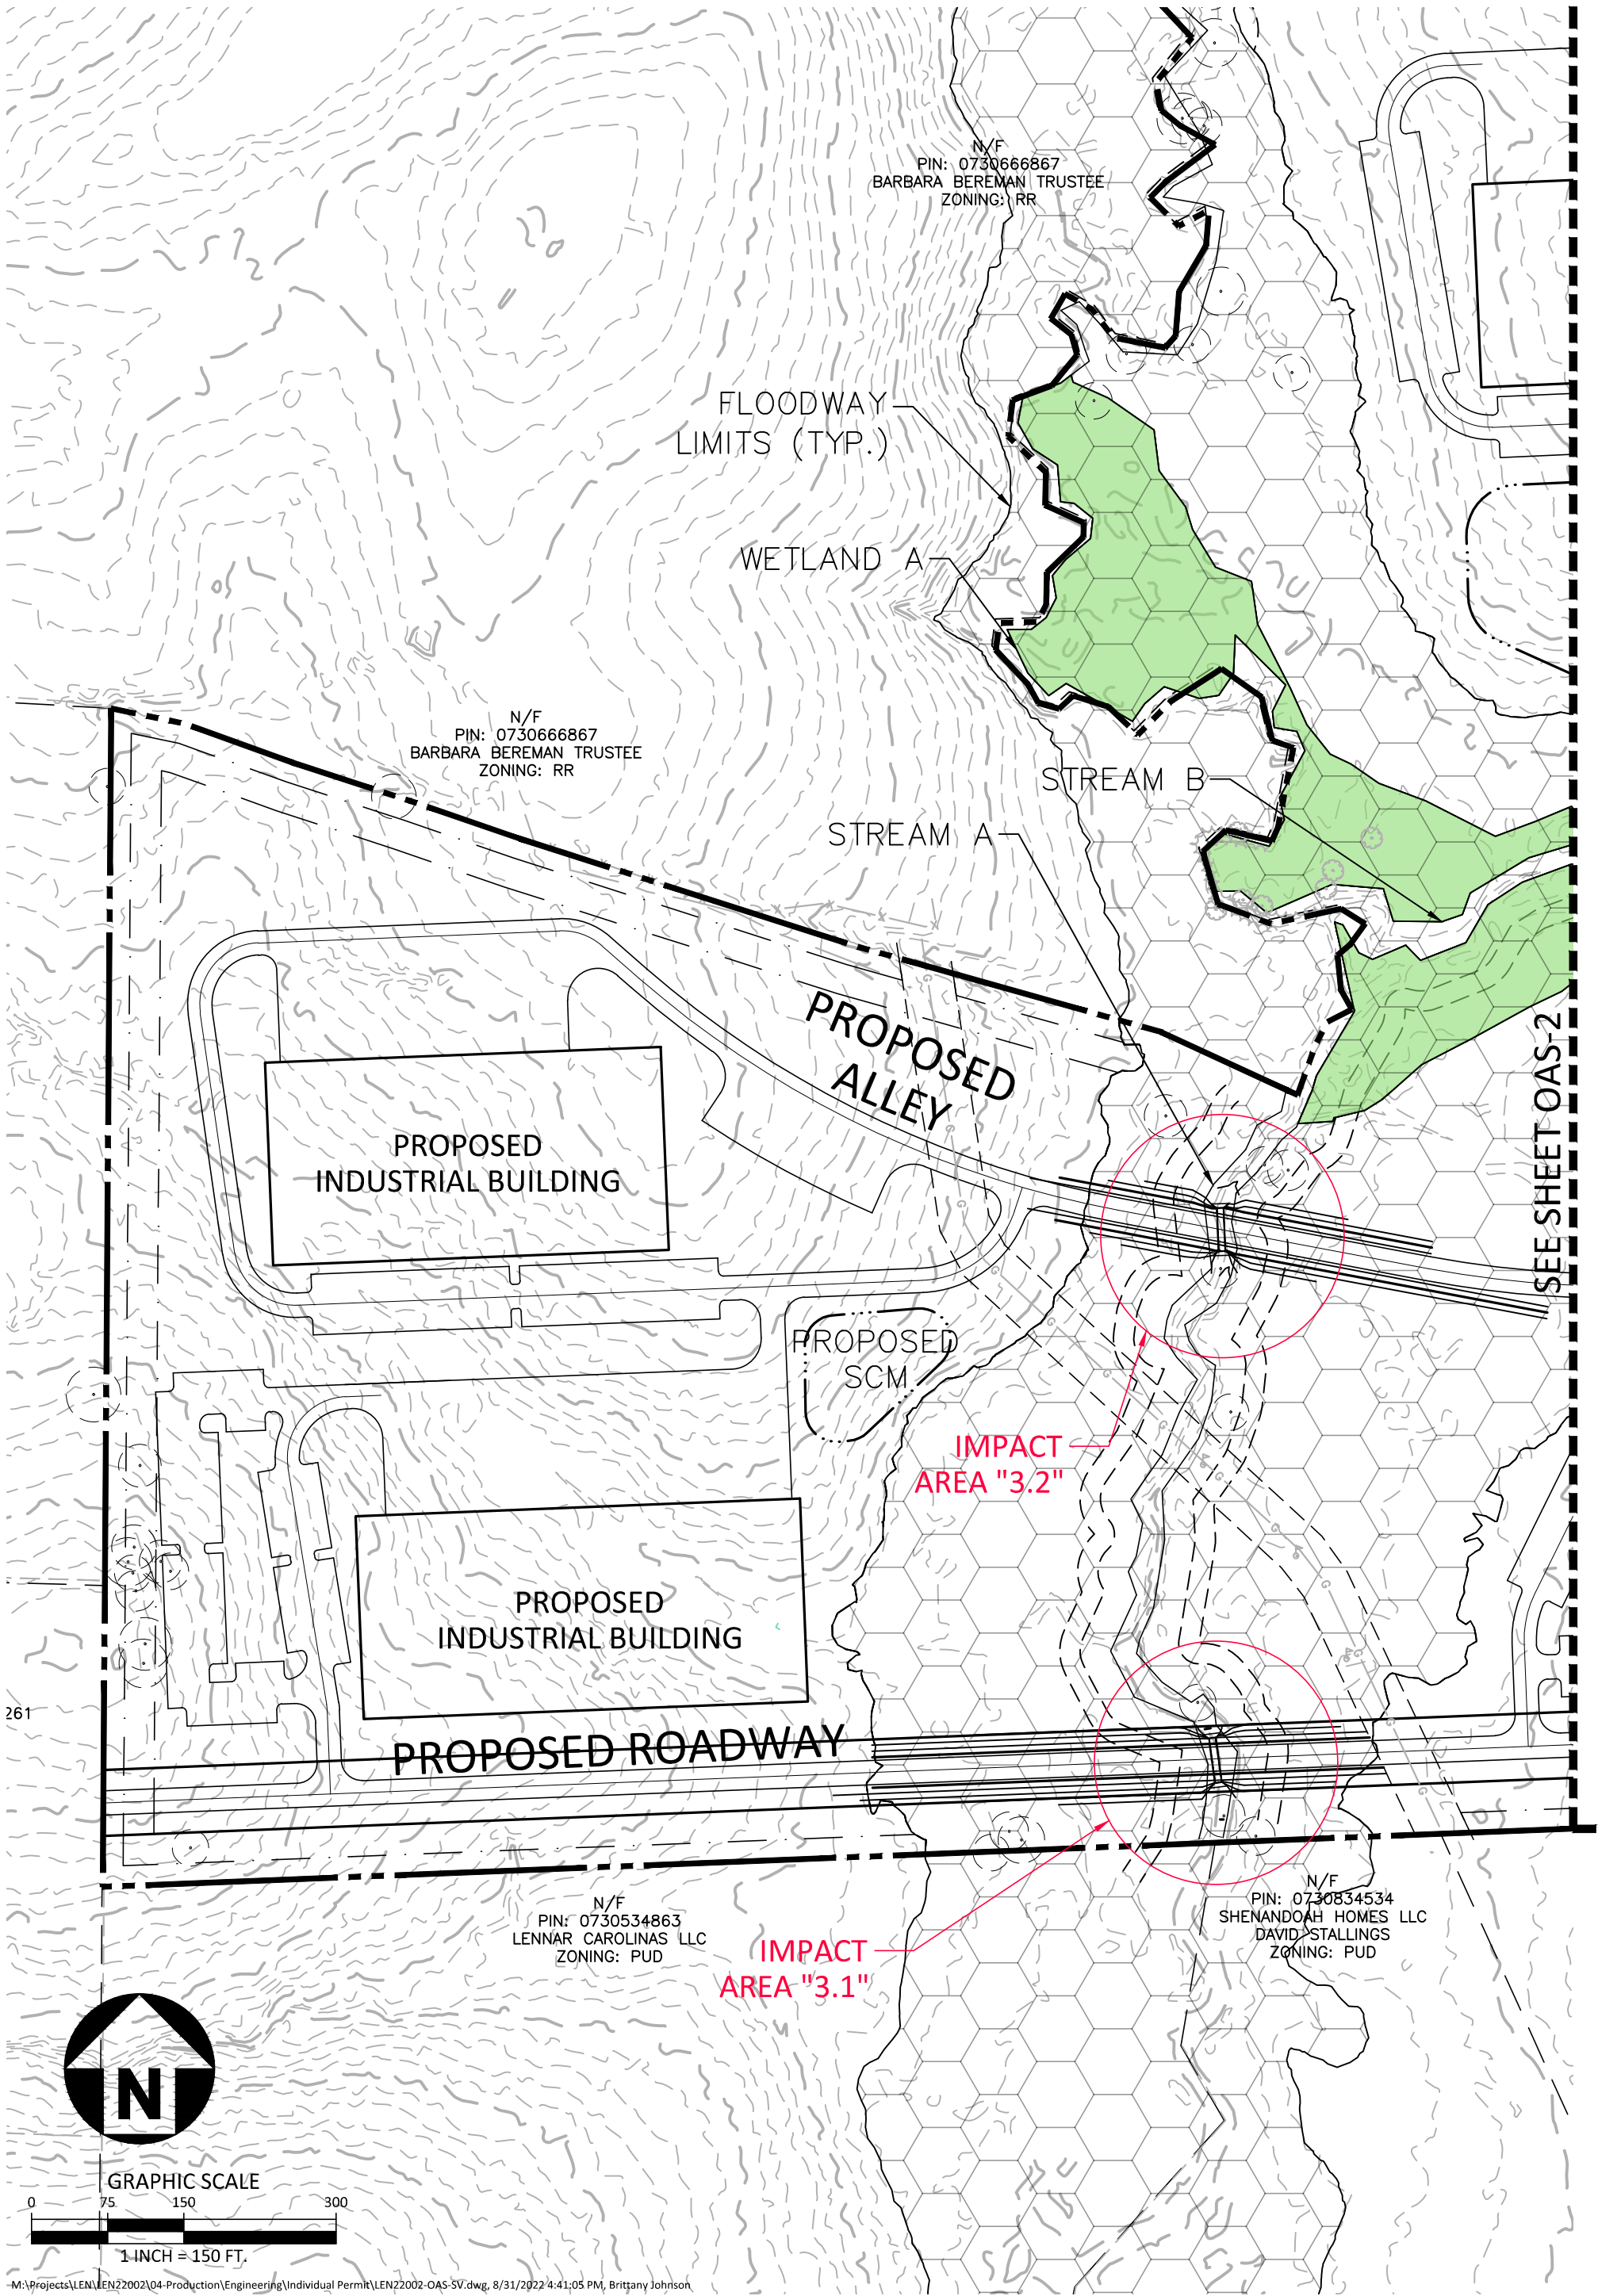 N/F
PIN: 0730666867
BARBARA BEREMAN TRUSTEE
ZONING: RR
FLOODWAY
LIMITS (TYP.)
WETLAND A
N/F
PIN: 0730666867
BARBARA BEREMAN TRUSTEE
ZONING: RR
STREAM B
STREAM A
PROPOSED
ALLEY
SEE SHEET OAS-2
PROPOSED
INDUSTRIAL BUILDING
PROPOSED
SCM
IMPACT
AREA "3.2"
PROPOSED
INDUSTRIAL BUILDING
261
PROPOSED ROADWAY
N/F
PIN: 0730534863
LENNAR CAROLINAS LLC
ZONING: PUD
N/F
PIN: 0730834534
SHENANDOAH HOMES LLC
DAVID STALLINGS
ZONING: PUD
IMPACT
AREA "3.1"
N
GRAPHIC SCALE
0 75 150 300
1 INCH = 150 FT.
M:\Projects\LEN\LEN22002\04-Production\Engineering\Individual Permit\LEN22002-OAS-SV.dwg, 8/31/2022 4:41:05 PM, Brittany Johnson